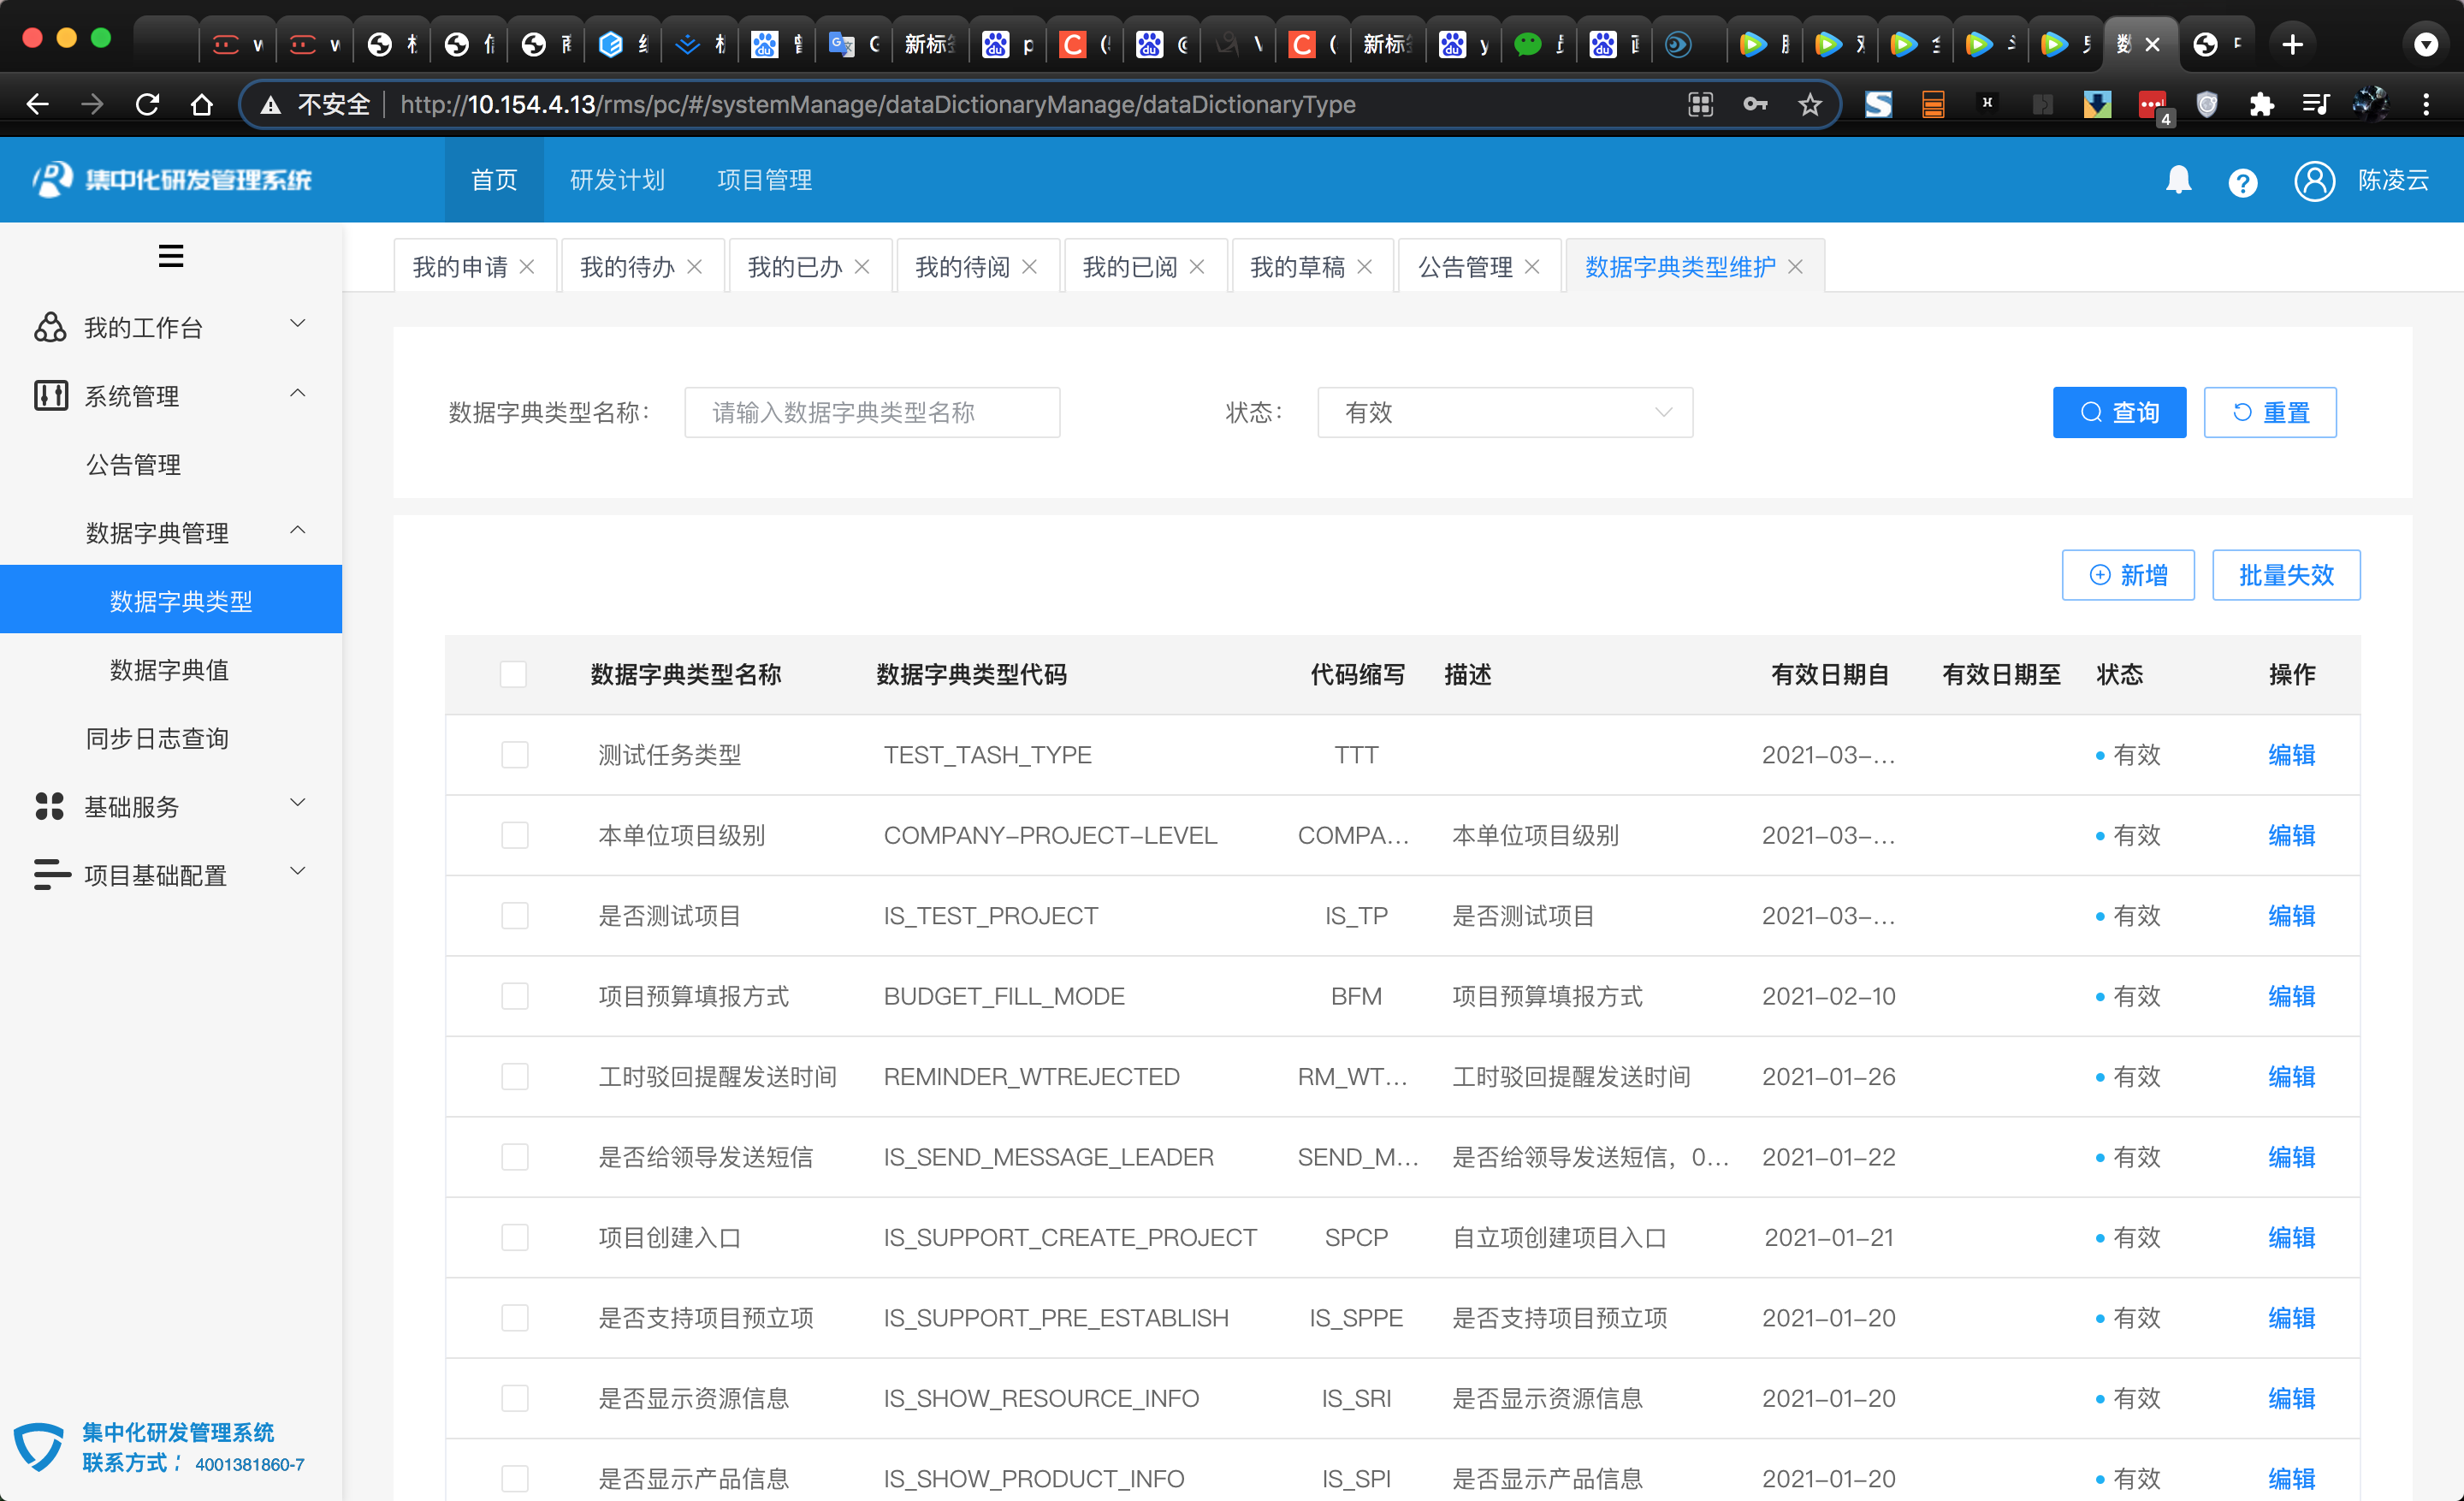 新标
新标
4
不安全 http://10.154.4.13/rms/pc/#/systemManage/dataDictionaryManage/dataDictionaryType
集中化研发管理系统
首页 研发计划 项目管理
陈凌云
我的申请 我的待办 我的已办 我的待阅 我的已阅 我的草稿 公告管理 数据字典类型维护
我的工作台
系统管理
公告管理
数据字典管理
数据字典类型
数据字典值
同步日志查询
基础服务
项目基础配置
数据字典类型名称: 请输入数据字典类型名称 状态: 有效 查询 重置
新增 批量失效
数据字典类型名称 数据字典类型代码 代码缩写 描述 有效日期自 有效日期至 状态 操作
测试任务类型 TEST_TASH_TYPE TTT 2021-03-... 有效 编辑
本单位项目级别 COMPANY-PROJECT-LEVEL COMPA... 本单位项目级别 2021-03-... 有效 编辑
是否测试项目 IS_TEST_PROJECT IS_TP 是否测试项目 2021-03-... 有效 编辑
项目预算填报方式 BUDGET_FILL_MODE BFM 项目预算填报方式 2021-02-10 有效 编辑
工时驳回提醒发送时间 REMINDER_WTREJECTED RM_WT... 工时驳回提醒发送时间 2021-01-26 有效 编辑
是否给领导发送短信 IS_SEND_MESSAGE_LEADER SEND_M... 是否给领导发送短信，0... 2021-01-22 有效 编辑
项目创建入口 IS_SUPPORT_CREATE_PROJECT SPCP 自立项创建项目入口 2021-01-21 有效 编辑
是否支持项目预立项 IS_SUPPORT_PRE_ESTABLISH IS_SPPE 是否支持项目预立项 2021-01-20 有效 编辑
是否显示资源信息 IS_SHOW_RESOURCE_INFO IS_SRI 是否显示资源信息 2021-01-20 有效 编辑
是否显示产品信息 IS_SHOW_PRODUCT_INFO IS_SPI 是否显示产品信息 2021-01-20 有效 编辑
集中化研发管理系统
联系方式： 4001381860-7